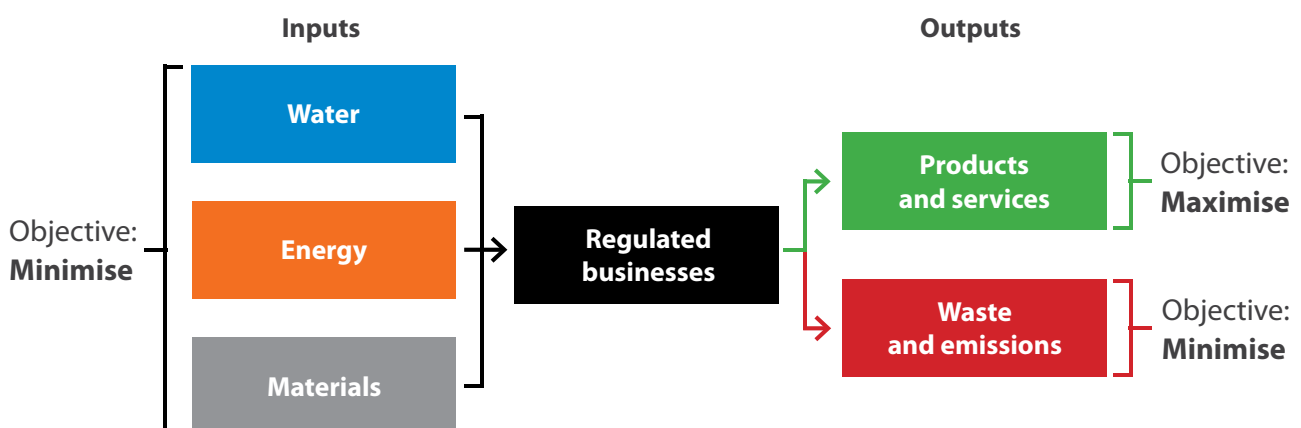 Inputs
Outputs
Objective:
Minimise
Water
Energy
Materials
Regulated
businesses
Products
and services
Objective:
Maximise
Waste
and emissions
Objective:
Minimise